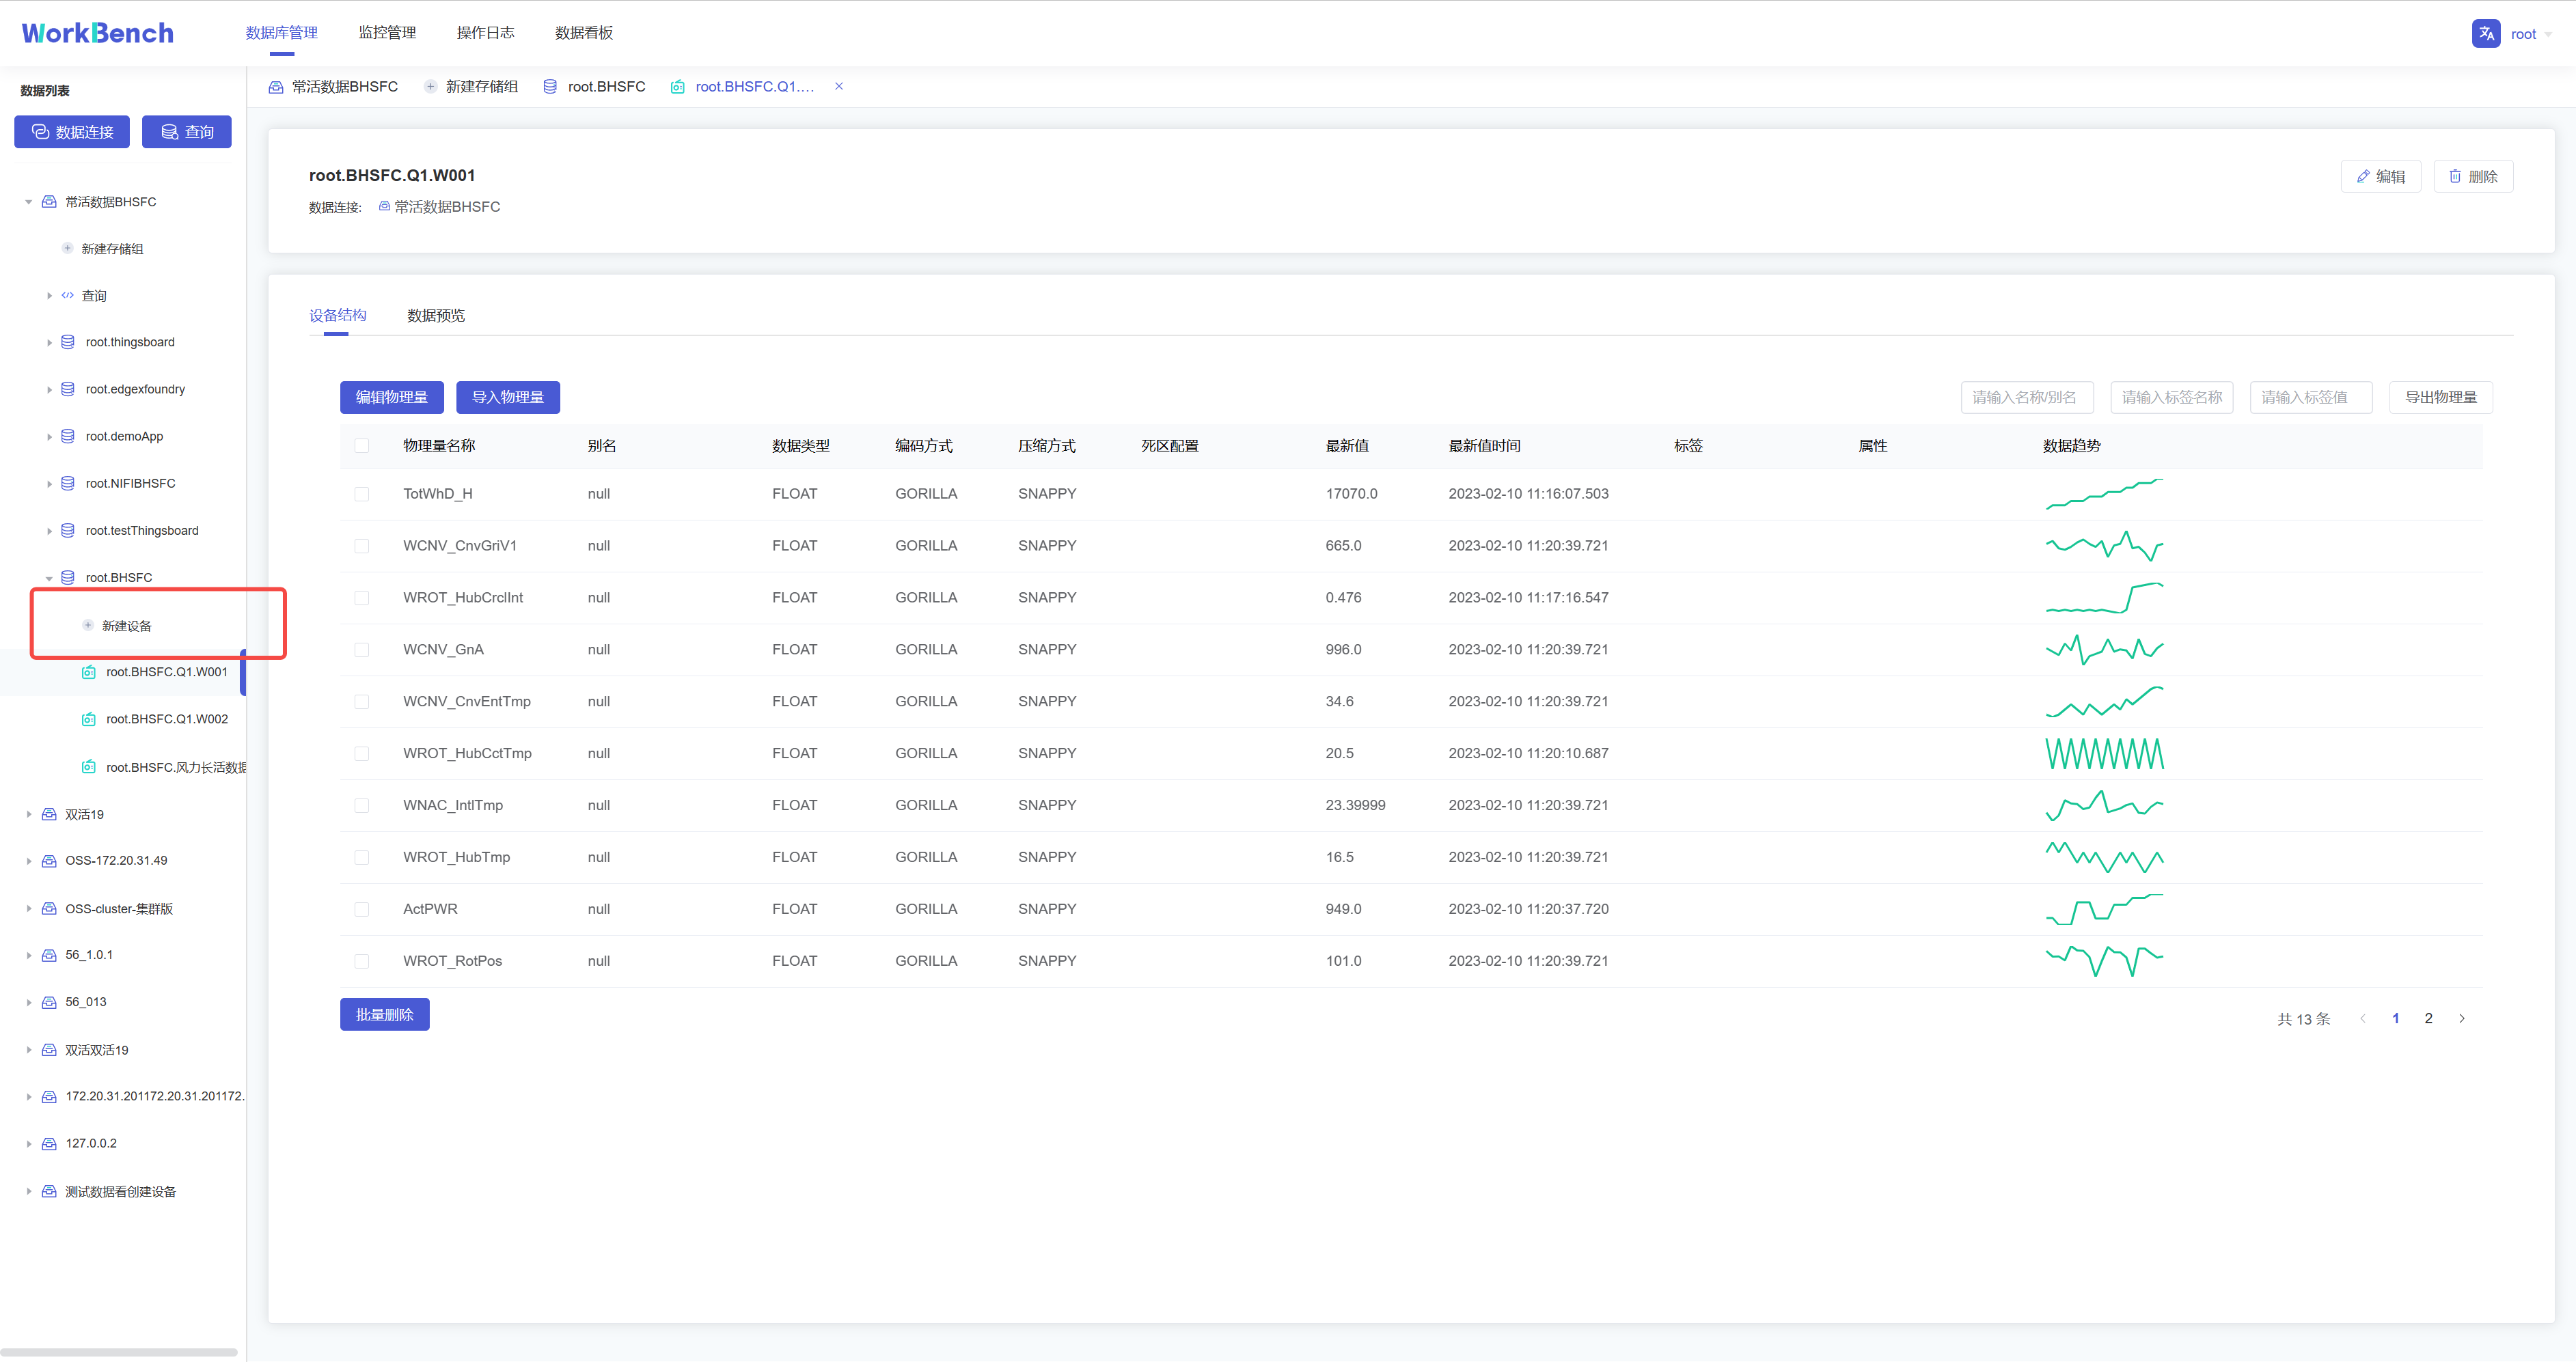 WorkBench
数据库管理 监控管理 操作日志 数据看板
root
数据列表
数据连接 查询
常活数据BHSFC
新建存储组
查询
root.thingsboard
root.edgexfoundry
root.demoApp
root.NIFIBHSFC
root.testThingsboard
root.BHSFC
新建设备
root.BHSFC.Q1.W001
root.BHSFC.Q1.W002
root.BHSFC.风力长活数据
双活19
OSS-172.20.31.49
OSS-cluster-集群版
56_1.0.1
56_013
双活双活19
172.20.31.201172.20.31.201172.
127.0.0.2
测试数据看创建设备
常活数据BHSFC 新建存储组 root.BHSFC root.BHSFC.Q1....
root.BHSFC.Q1.W001
编辑 删除
数据连接: 常活数据BHSFC
设备结构 数据预览
编辑物理量 导入物理量 请输入名称/别名 请输入标签名称 请输入标签值 导出物理量
物理量名称 别名 数据类型 编码方式 压缩方式 死区配置 最新值 最新值时间 标签 属性 数据趋势
TotWhD_H null FLOAT GORILLA SNAPPY 17070.0 2023-02-10 11:16:07.503
WCNV_CnvGriV1 null FLOAT GORILLA SNAPPY 665.0 2023-02-10 11:20:39.721
WROT_HubCrclInt null FLOAT GORILLA SNAPPY 0.476 2023-02-10 11:17:16.547
WCNV_GnA null FLOAT GORILLA SNAPPY 996.0 2023-02-10 11:20:39.721
WCNV_CnvEntTmp null FLOAT GORILLA SNAPPY 34.6 2023-02-10 11:20:39.721
WROT_HubCctTmp null FLOAT GORILLA SNAPPY 20.5 2023-02-10 11:20:10.687
WNAC_IntlTmp null FLOAT GORILLA SNAPPY 23.39999 2023-02-10 11:20:39.721
WROT_HubTmp null FLOAT GORILLA SNAPPY 16.5 2023-02-10 11:20:39.721
ActPWR null FLOAT GORILLA SNAPPY 949.0 2023-02-10 11:20:37.720
WROT_RotPos null FLOAT GORILLA SNAPPY 101.0 2023-02-10 11:20:39.721
批量删除
共 13 条 1 2